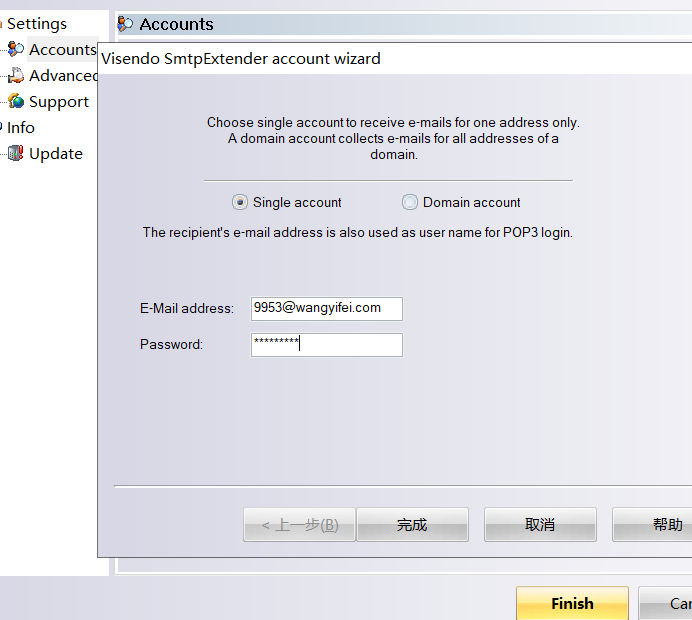 Settings
Accounts
Advanced
Support
Info
Update
Accounts
Visendo SmtpExtender account wizard
Choose single account to receive e-mails for one address only.
A domain account collects e-mails for all addresses of a
domain.
Single account
Domain account
The recipient's e-mail address is also used as user name for POP3 login.
E-Mail address:
9953@wangyifei.com
Password:
*********
< 上一步(B)
完成
取消
帮助
Finish
Car